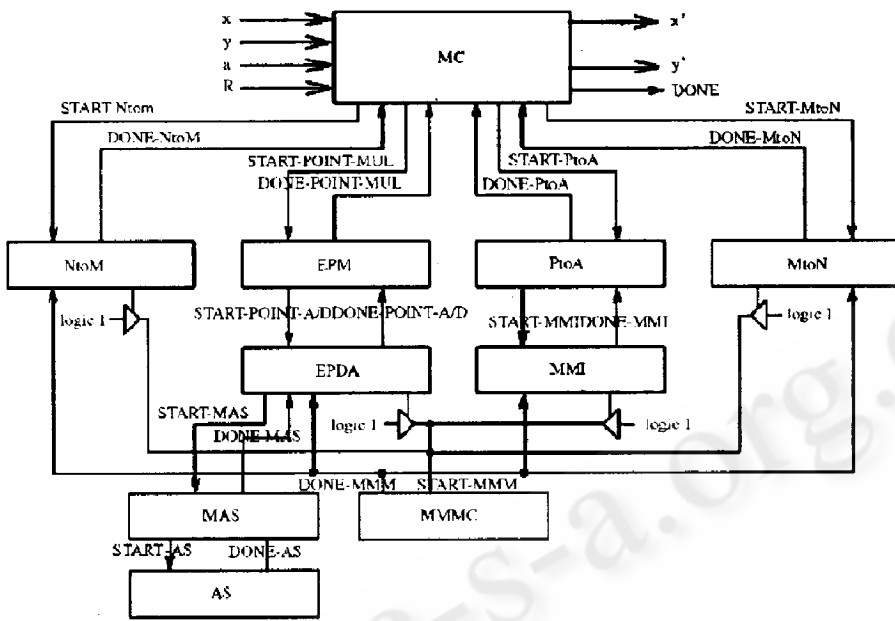 x
x'
y
MC
a
y'
R
DONE
START-Ntom
START-MtoN
DONE-NtoM
DONE-MtoN
START-POINT-MUL
START-PtoA
DONE-POINT-MUL
DONE-PtoA
NtoM
EPM
PtoA
MtoN
START-POINT-A/DDONE-POINT-A/D
START-MMIDONE-MMI
logic 1
logic 1
EPDA
MMI
START-MAS
logic 1
logic 1
DONE-MAS
DONE-MMM
START-MMM
MAS
MMMC
START-AS
DONE-AS
AS
-s-a.org.